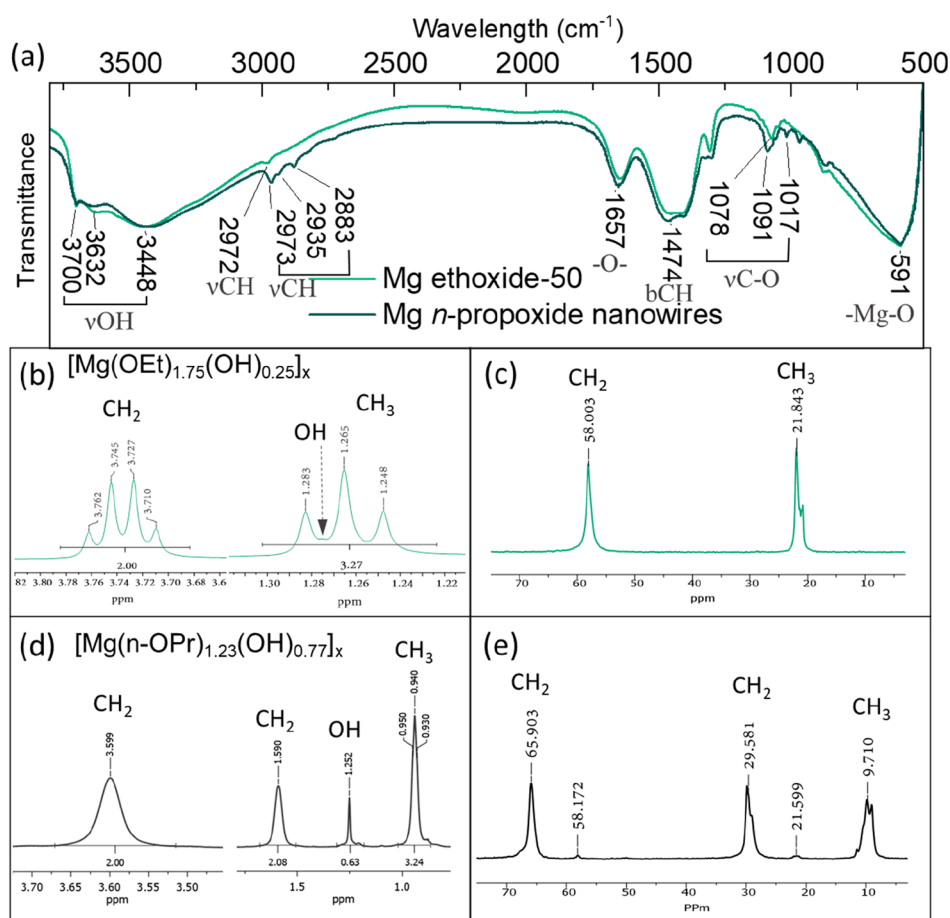 Wavelength (cm⁻¹)
(a)
3500 3000 2500 2000 1500 1000 500
Transmittance
3700 3632 3448 2972 2973 2935 2883 1657 1474 1078 1091 1017 591
νOH νCH νCH -O- bCH νC-O -Mg-O
Mg ethoxide-50
Mg n-propoxide nanowires
(b) [Mg(OEt)₁.₇₅(OH)₀.₂₅]ₓ
CH₂ OH CH₃
3.762 3.745 3.727 3.710 1.283 1.265 1.248
2.00 3.27
82 3.80 3.78 3.76 3.74 3.72 3.70 3.68 3.6 1.30 1.28 1.26 1.24 1.22
ppm ppm
(c)
CH₂ CH₃
58.003 21.843
70 60 50 40 30 20 10
ppm
(d) [Mg(n-OPr)₁.₂₃(OH)₀.₇₇]ₓ
CH₂ CH₂ OH CH₃
3.599 1.590 1.252 0.950 0.940 0.930
2.00 2.08 0.63 3.24
3.70 3.65 3.60 3.55 3.50 1.5 1.0
ppm ppm
(e)
CH₂ CH₂ CH₃
65.903 58.172 29.581 21.599 9.710
70 60 50 40 30 20 10
PPm